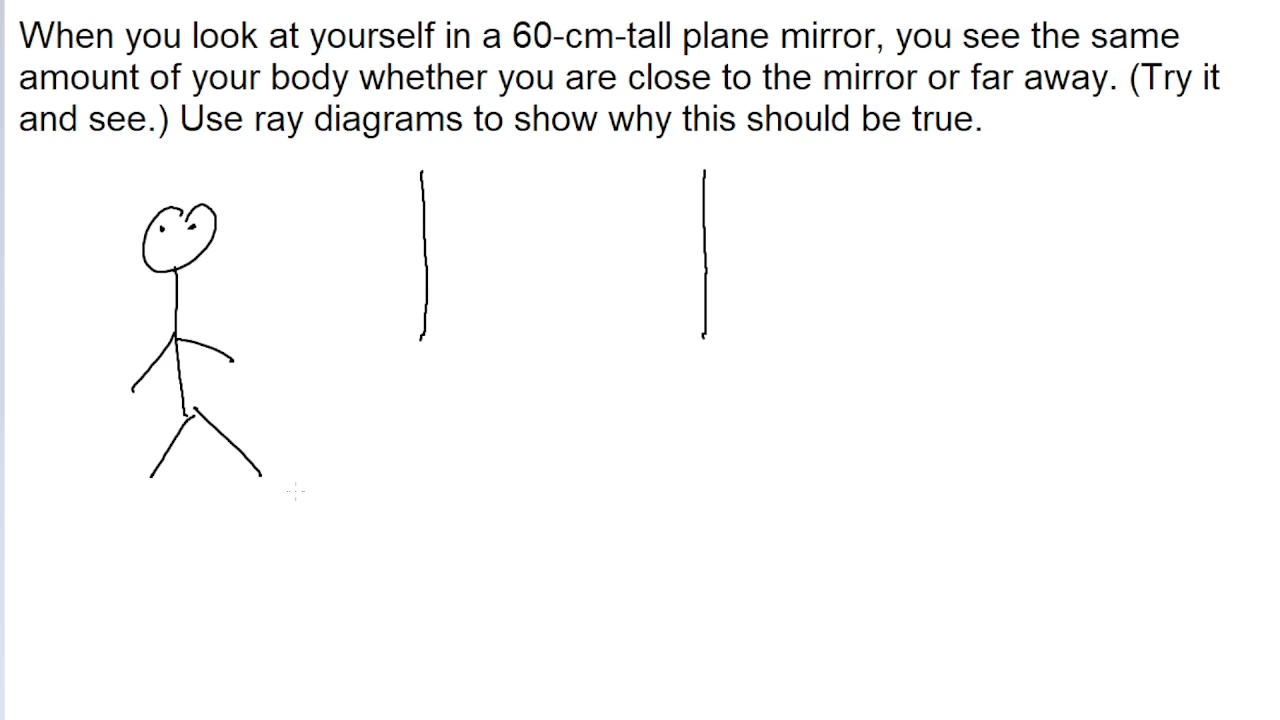 When you look at yourself in a 60-cm-tall plane mirror, you see the same
amount of your body whether you are close to the mirror or far away. (Try it
and see.) Use ray diagrams to show why this should be true.